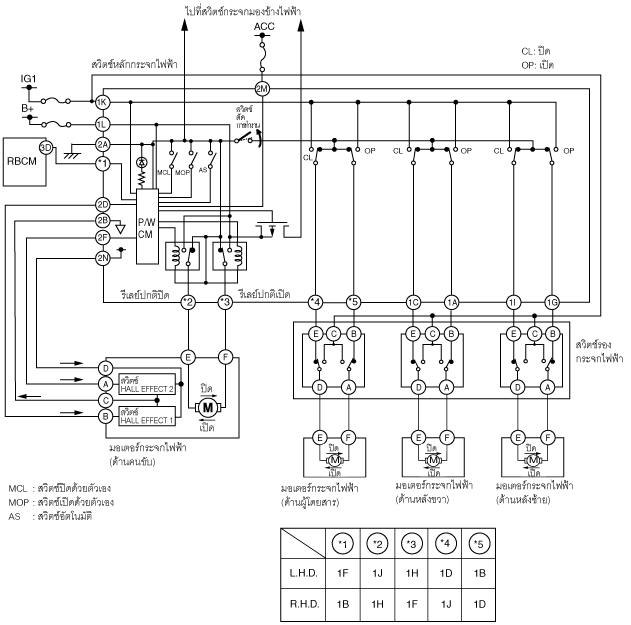 ไปที่สวิตช์กระจกมองข้างไฟฟ้า
ACC
สวิตช์หลักกระจกไฟฟ้า
CL: ปิด
OP: เปิด
IG1
B+
2M
1K
สวิตช์
ตัด
การทำงาน
1L
2A
RBCM
3D
*1
MCL
MOP
AS
CL
OP
CL
OP
CL
OP
2D
2B
2F
2N
P/W
CM
รีเลย์ปกติปิด
รีเลย์ปกติเปิด
*2
*3
*4
*5
1C
1A
1I
1G
E
C
B
E
C
B
E
C
B
สวิตช์รอง
กระจกไฟฟ้า
D
A
D
A
D
A
E
F
D
A
C
B
สวิตช์
HALL EFFECT 2
สวิตช์
HALL EFFECT 1
ปิด
M
เปิด
มอเตอร์กระจกไฟฟ้า
(ด้านคนขับ)
E
F
ปิด
M
เปิด
E
F
ปิด
M
เปิด
E
F
ปิด
M
เปิด
มอเตอร์กระจกไฟฟ้า
(ด้านผู้โดยสาร)
มอเตอร์กระจกไฟฟ้า
(ด้านหลังขวา)
มอเตอร์กระจกไฟฟ้า
(ด้านหลังซ้าย)
MCL : สวิตช์ปิดด้วยตัวเอง
MOP : สวิตช์เปิดด้วยตัวเอง
AS : สวิตช์อัตโนมัติ
*1 *2 *3 *4 *5
L.H.D. 1F 1J 1H 1D 1B
R.H.D. 1B 1H 1F 1J 1D